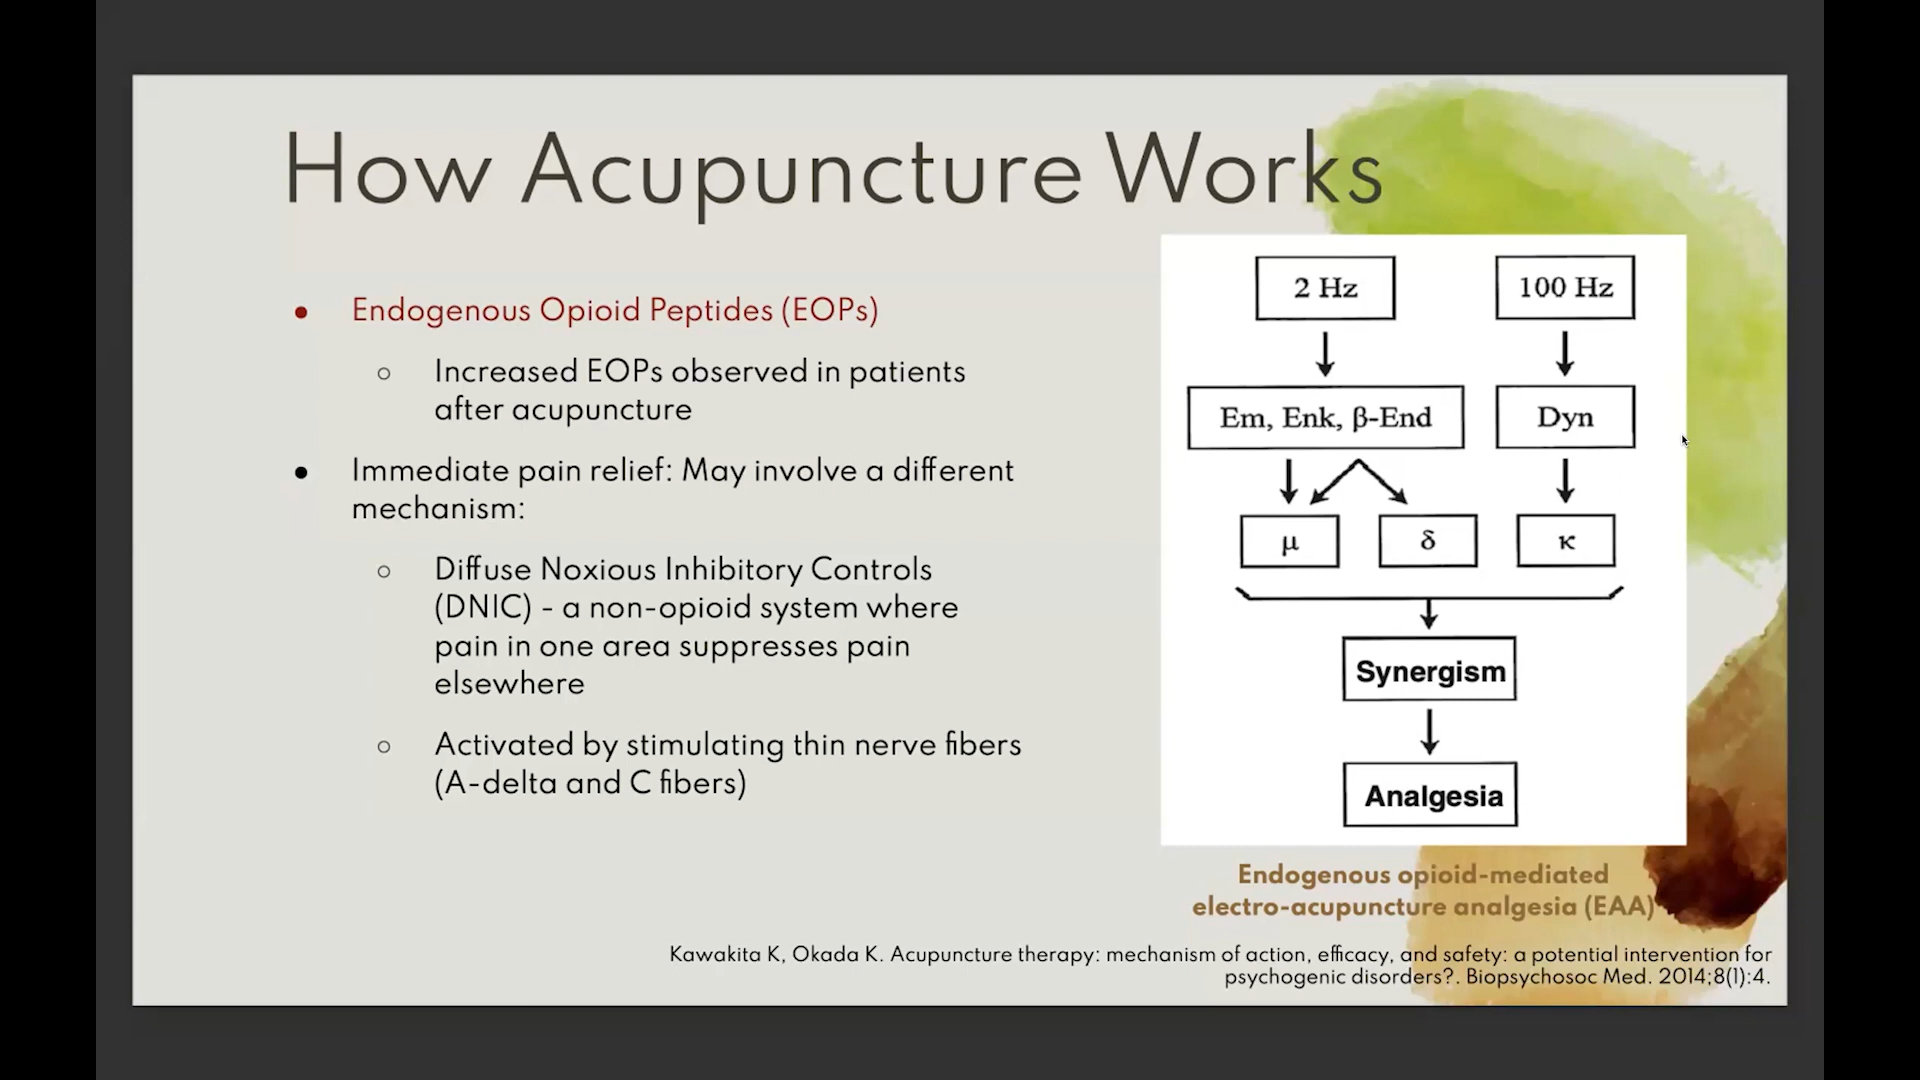 How Acupuncture Works
● Endogenous Opioid Peptides (EOPs)
○ Increased EOPs observed in patients
after acupuncture
● Immediate pain relief: May involve a different
mechanism:
○ Diffuse Noxious Inhibitory Controls
(DNIC) - a non-opioid system where
pain in one area suppresses pain
elsewhere
○ Activated by stimulating thin nerve fibers
(A-delta and C fibers)
2 Hz
100 Hz
Em, Enk, β-End
Dyn
μ
δ
κ
Synergism
Analgesia
Endogenous opioid-mediated
electro-acupuncture analgesia (EAA)
Kawakita K, Okada K. Acupuncture therapy: mechanism of action, efficacy, and safety: a potential intervention for
psychogenic disorders?. Biopsychosoc Med. 2014;8(1):4.